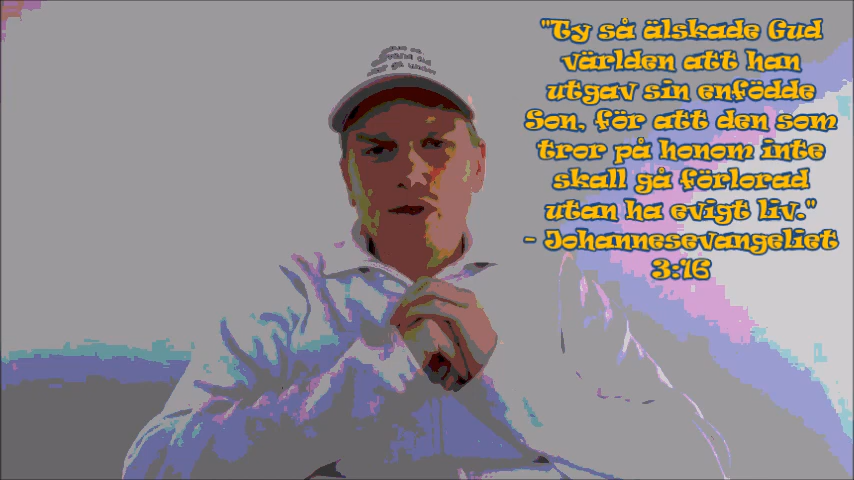 "Ty så älskade Gud
världen att han
utgav sin enfödde
Son, för att den som
tror på honom inte
skall gå förlorad
utan ha evigt liv."
- Johannesevangeliet
3:16